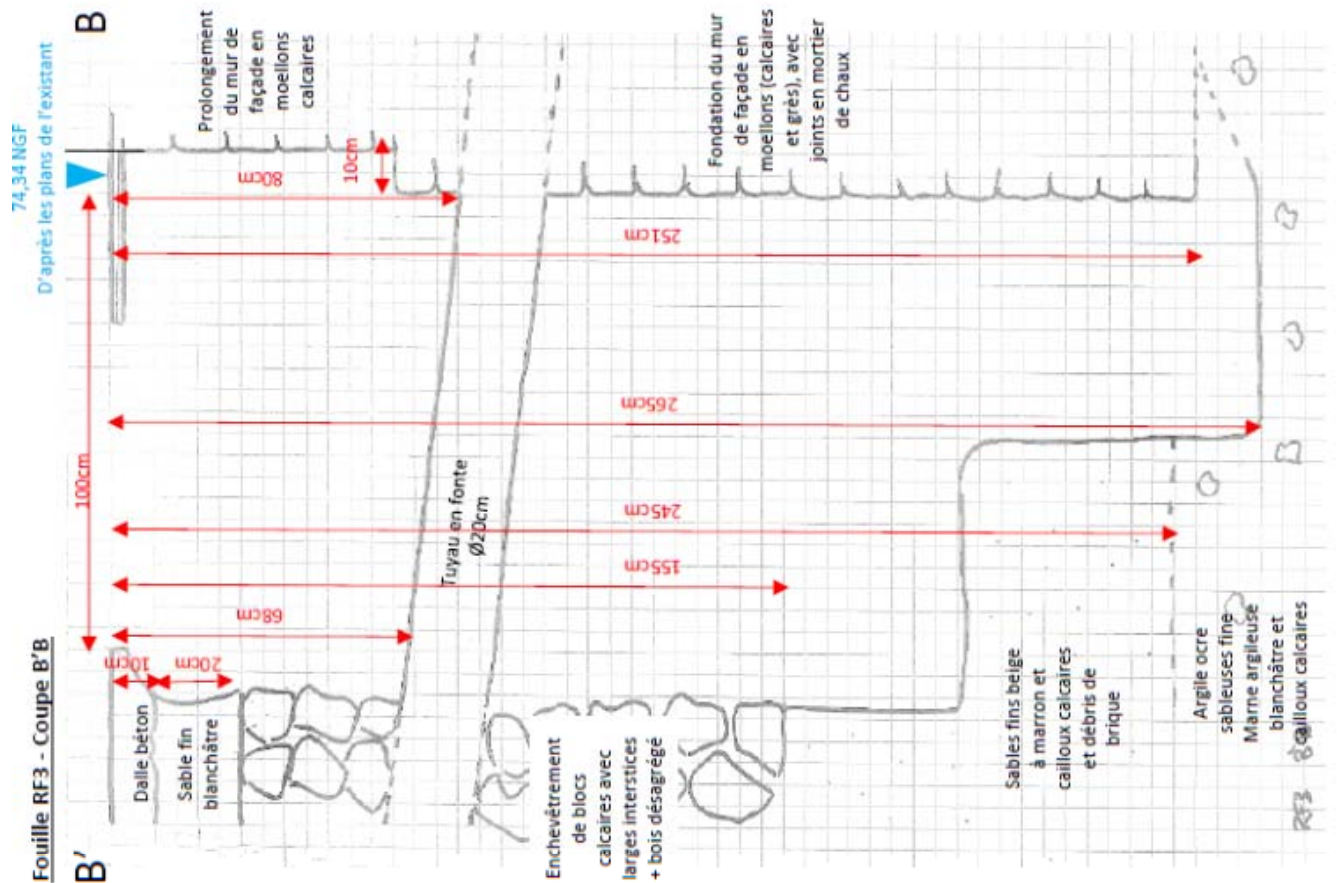 Fouille RF3 - Coupe B'B
B'
B
74,34 NGF
D'après les plans de l'existant
100cm
10cm
20cm
68cm
155cm
245cm
265cm
251cm
80cm
10cm
Dalle béton
Sable fin
blanchâtre
Enchevêtrement
de blocs
calcaires avec
larges interstices
+ bois désagrégé
Tuyau en fonte
Ø20cm
Prolongement
du mur de
façade en
moellons
calcaires
Fondation du mur
de façade en
moellons (calcaires
et grès), avec
joints en mortier
de chaux
Sables fins beige
à marron et
cailloux calcaires
et débris de
brique
Argile ocre
sableuses fine
Marne argileuse
blanchâtre et
cailloux calcaires
RF3